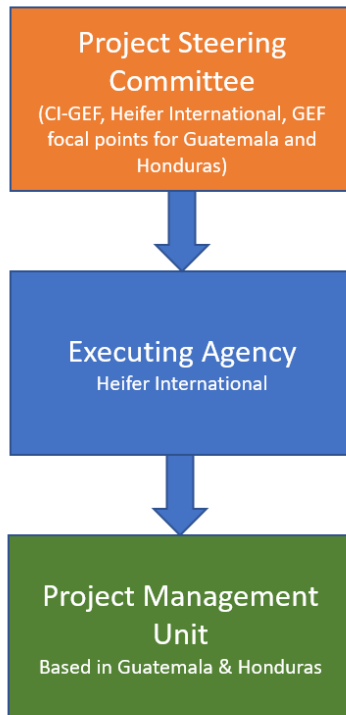 Project Steering
Committee
(CI-GEF, Heifer International, GEF
focal points for Guatemala and
Honduras)
Executing Agency
Heifer International
Project Management
Unit
Based in Guatemala & Honduras